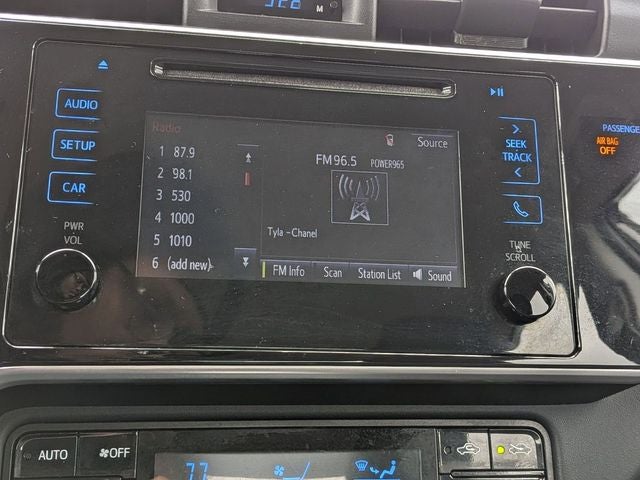 M
AUDIO
SETUP
CAR
PWR
VOL
Radio
Source
1 87.9
2 98.1
3 530
4 1000
5 1010
6 (add new)
FM 96.5 POWER965
Tyla - Chanel
FM Info Scan Station List Sound
SEEK
TRACK
TUNE
SCROLL
PASSENGE
AIR BAG
OFF
AUTO
OFF
77